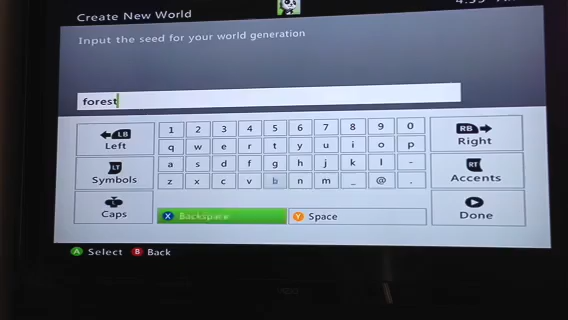 Create New World
Input the seed for your world generation
forest
LB
Left
1 2 3 4 5 6 7 8 9 0
RB
Right
q w e r t y u i o p
LT
Symbols
a s d f g h j k l -
RT
Accents
z x c v b n m _ @ .
Caps
X Backspace
Y Space
Done
A Select B Back